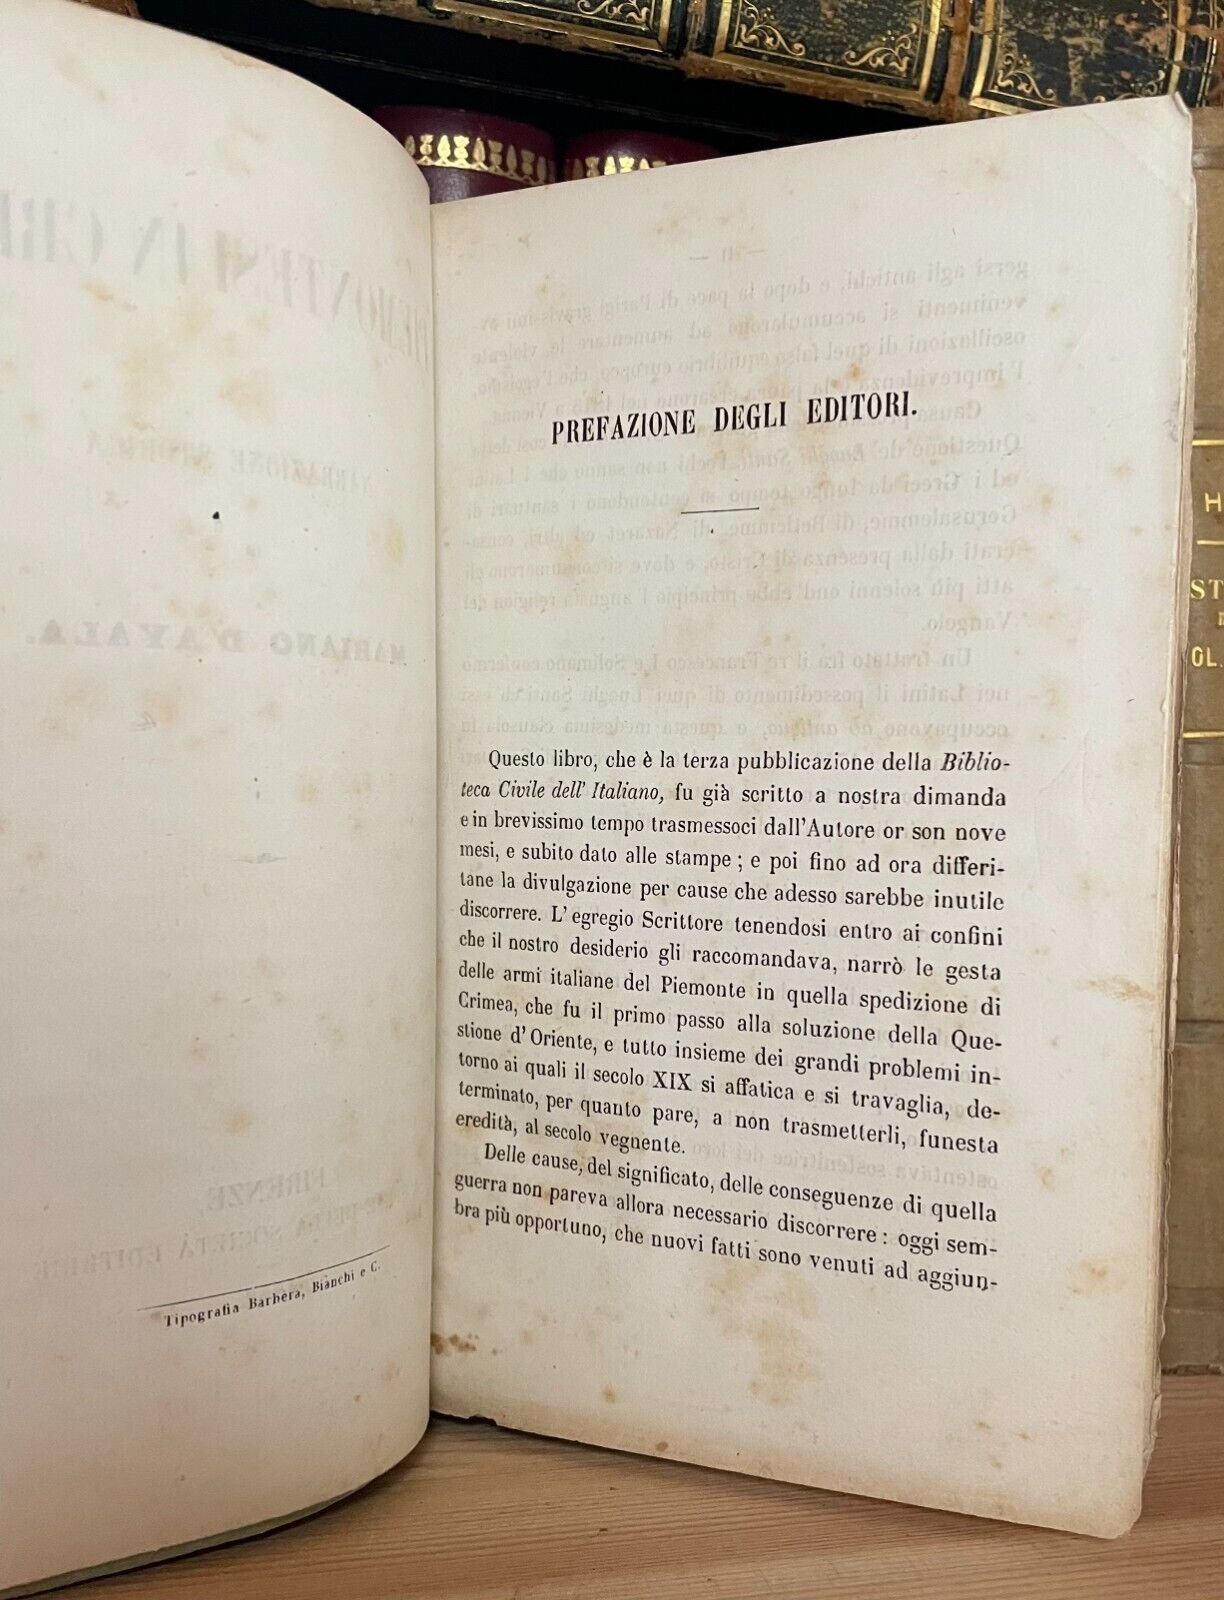 Tipografia Barbèra, Bianchi e C.
PREFAZIONE DEGLI EDITORI.
Questo libro, che è la terza pubblicazione della Biblio-
teca Civile dell' Italiano, fu già scritto a nostra dimanda
e in brevissimo tempo trasmessoci dall'Autore or son nove
mesi, e subito dato alle stampe; e poi fino ad ora differi-
tane la divulgazione per cause che adesso sarebbe inutile
discorrere. L' egregio Scrittore tenendosi entro ai confini
che il nostro desiderio gli raccomandava, narrò le gesta
delle armi italiane del Piemonte in quella spedizione di
Crimea, che fu il primo passo alla soluzione della Que-
stione d' Oriente, e tutto insieme dei grandi problemi in-
torno ai quali il secolo XIX si affatica e si travaglia, de-
terminato, per quanto pare, a non trasmetterli, funesta
eredità, al secolo vegnente.
Delle cause, del significato, delle conseguenze di quella
guerra non pareva allora necessario discorrere: oggi sem-
bra più opportuno, che nuovi fatti sono venuti ad aggiun-
H
ST
OL.